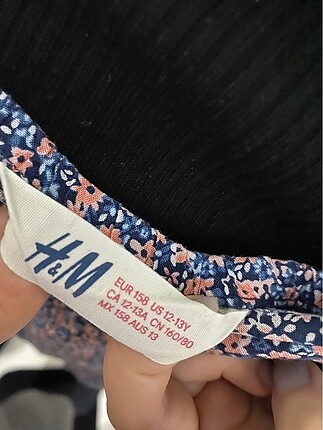 H&M
EUR 158 US 12-13Y
CA 12-13A CN 160/80
MX 158 AUS 13